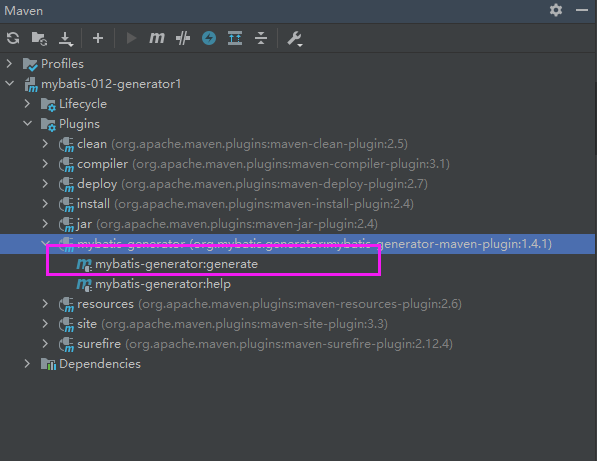 Maven
Profiles
mybatis-012-generator1
Lifecycle
Plugins
clean (org.apache.maven.plugins:maven-clean-plugin:2.5)
compiler (org.apache.maven.plugins:maven-compiler-plugin:3.1)
deploy (org.apache.maven.plugins:maven-deploy-plugin:2.7)
install (org.apache.maven.plugins:maven-install-plugin:2.4)
jar (org.apache.maven.plugins:maven-jar-plugin:2.4)
mybatis-generator (org.mybatis.generator:mybatis-generator-maven-plugin:1.4.1)
mybatis-generator:generate
mybatis-generator:help
resources (org.apache.maven.plugins:maven-resources-plugin:2.6)
site (org.apache.maven.plugins:maven-site-plugin:3.3)
surefire (org.apache.maven.plugins:maven-surefire-plugin:2.12.4)
Dependencies